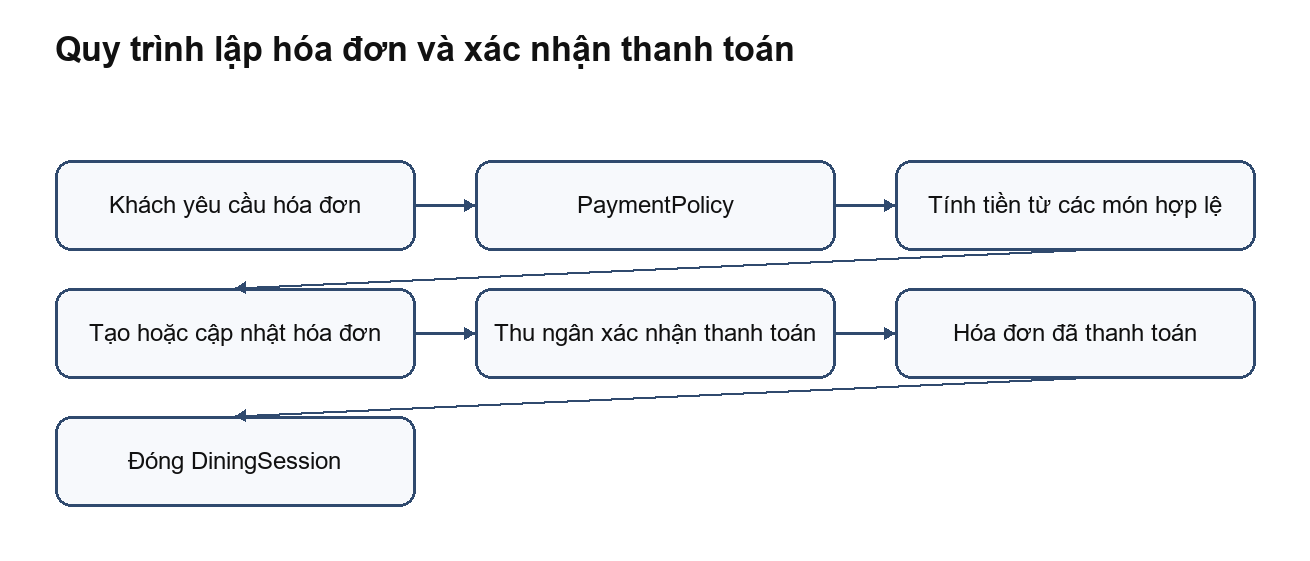 Quy trình lập hóa đơn và xác nhận thanh toán
Khách yêu cầu hóa đơn
PaymentPolicy
Tính tiền từ các món hợp lệ
Tạo hoặc cập nhật hóa đơn
Thu ngân xác nhận thanh toán
Hóa đơn đã thanh toán
Đóng DiningSession